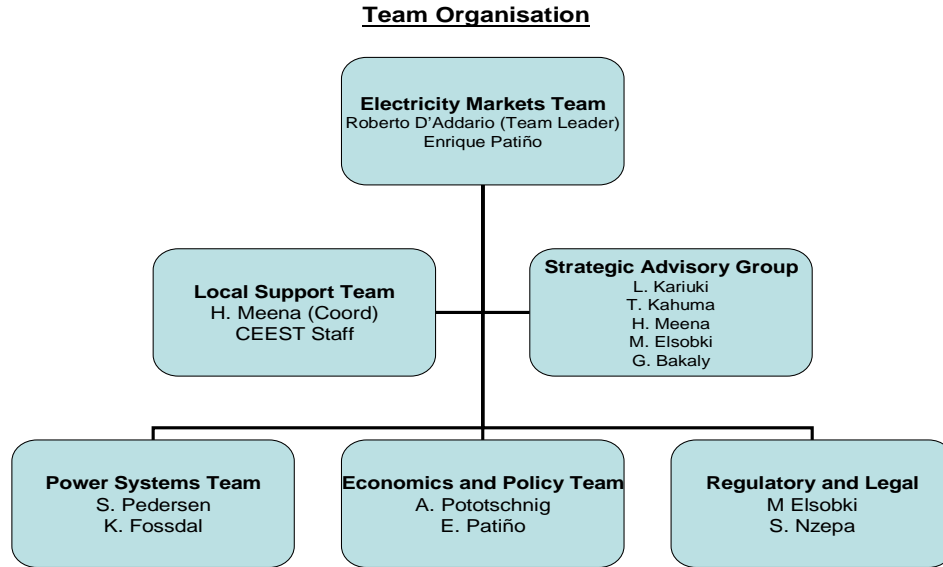 Team Organisation
Electricity Markets Team
Roberto D'Addario (Team Leader)
Enrique Patiño
Local Support Team
H. Meena (Coord)
CEEST Staff
Strategic Advisory Group
L. Kariuki
T. Kahuma
H. Meena
M. Elsobki
G. Bakaly
Power Systems Team
S. Pedersen
K. Fossdal
Economics and Policy Team
A. Pototschnig
E. Patiño
Regulatory and Legal
M Elsobki
S. Nzepa